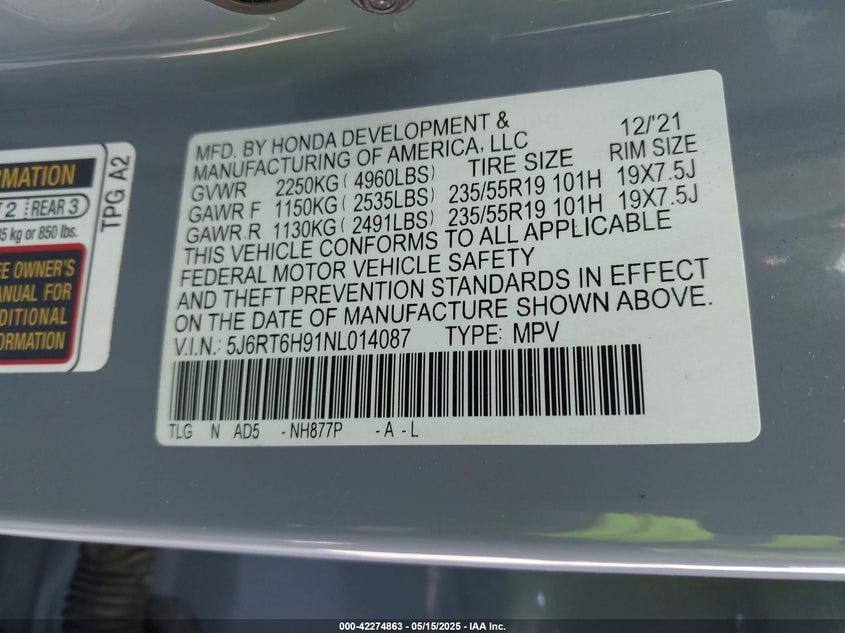 MFD. BY HONDA DEVELOPMENT & 12/'21
MANUFACTURING OF AMERICA, LLC
GVWR 2250KG ( 4960LBS) TIRE SIZE RIM SIZE
GAWR F 1150KG ( 2535LBS) 235/55R19 101H 19X7.5J
GAWR R 1130KG ( 2491LBS) 235/55R19 101H 19X7.5J
THIS VEHICLE CONFORMS TO ALL APPLICABLE
FEDERAL MOTOR VEHICLE SAFETY
AND THEFT PREVENTION STANDARDS IN EFFECT
ON THE DATE OF MANUFACTURE SHOWN ABOVE.
V.I.N.: 5J6RT6H91NL014087 TYPE: MPV
TLG N AD5 - NH877P - A - L
TPG A2
RMATION
2 REAR 3
kg or 850 lbs.
OWNER'S
FOR
000-42274863 - 05/15/2025 - IAA Inc.